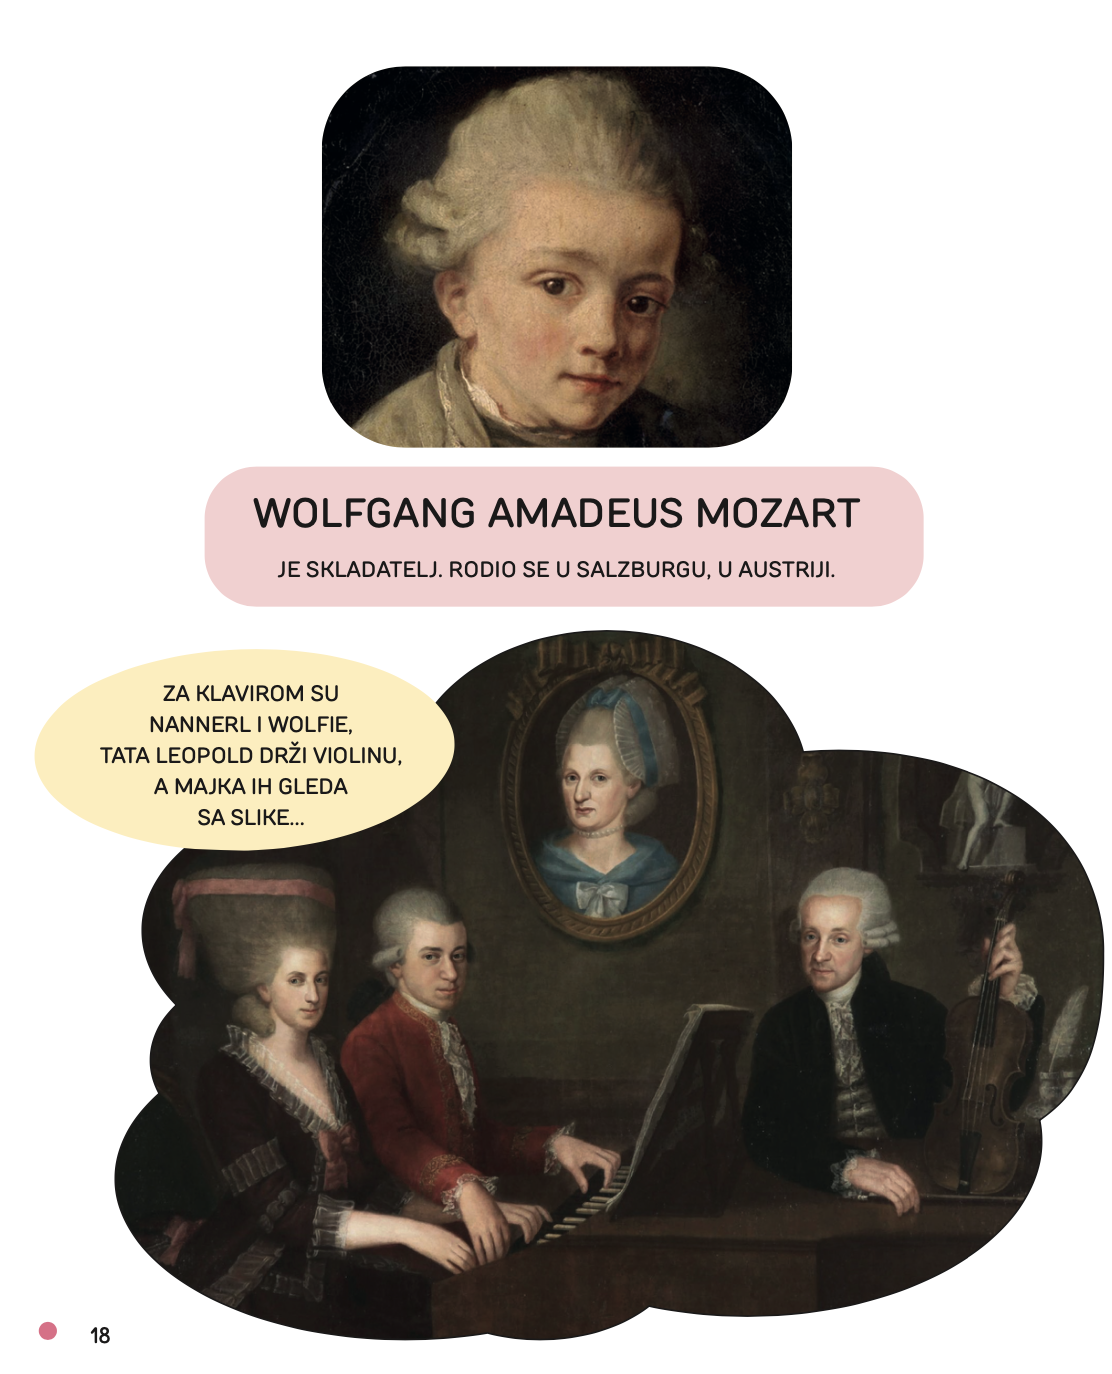 WOLFGANG AMADEUS MOZART
JE SKLADATELJ. RODIO SE U SALZBURGU, U AUSTRIJI.
ZA KLAVIROM SU
NANNERL I WOLFIE,
TATA LEOPOLD DRŽI VIOLINU,
A MAJKA IH GLEDA
SA SLIKE...
18